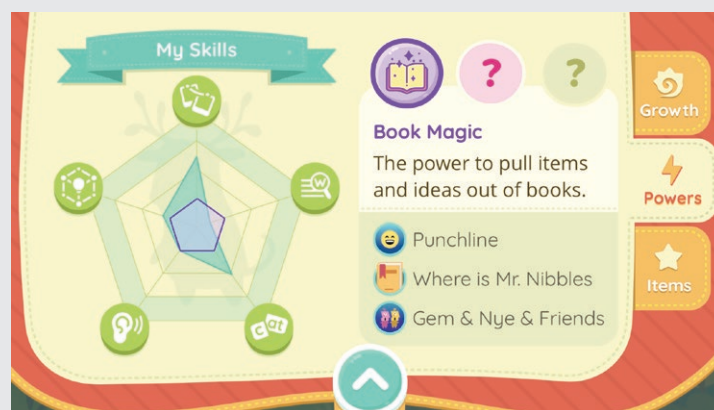 My Skills
?
?
Growth
Book Magic
The power to pull items
and ideas out of books.
Powers
W
Punchline
Where is Mr. Nibbles
Items
Gem & Nye & Friends
c at